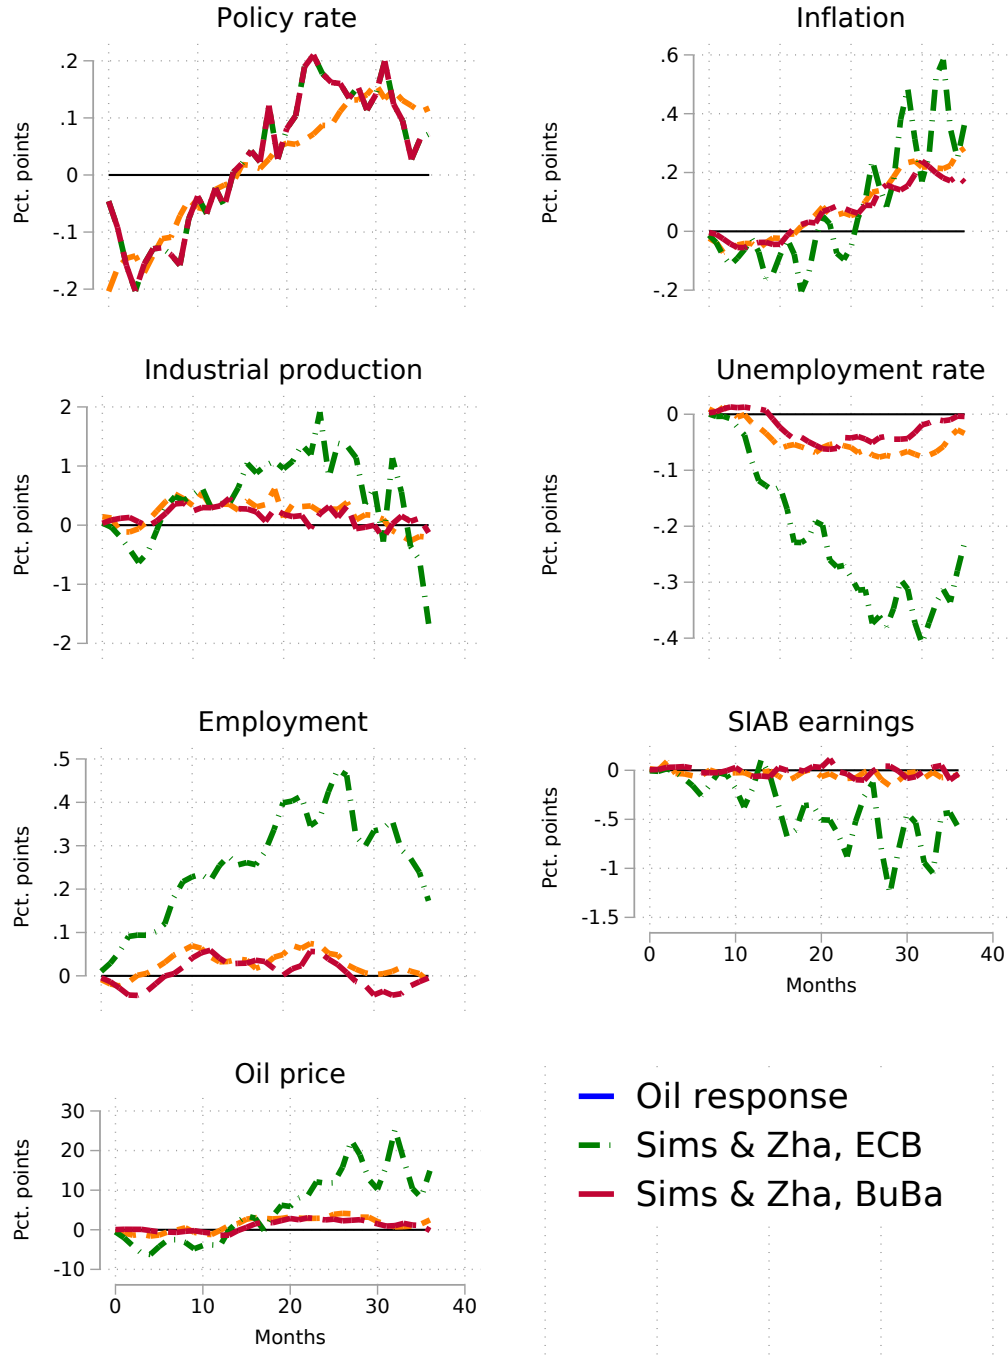 Policy rate
Pct. points
.2
.1
0
-.1
-.2
Inflation
Pct. points
.6
.4
.2
0
-.2
Industrial production
Pct. points
2
1
0
-1
-2
Unemployment rate
Pct. points
0
-.1
-.2
-.3
-.4
Employment
Pct. points
.5
.4
.3
.2
.1
0
SIAB earnings
Pct. points
0
-.5
-1
-1.5
0 10 20 30 40
Months
Oil price
Pct. points
30
20
10
0
-10
0 10 20 30 40
Months
Oil response
Sims & Zha, ECB
Sims & Zha, BuBa